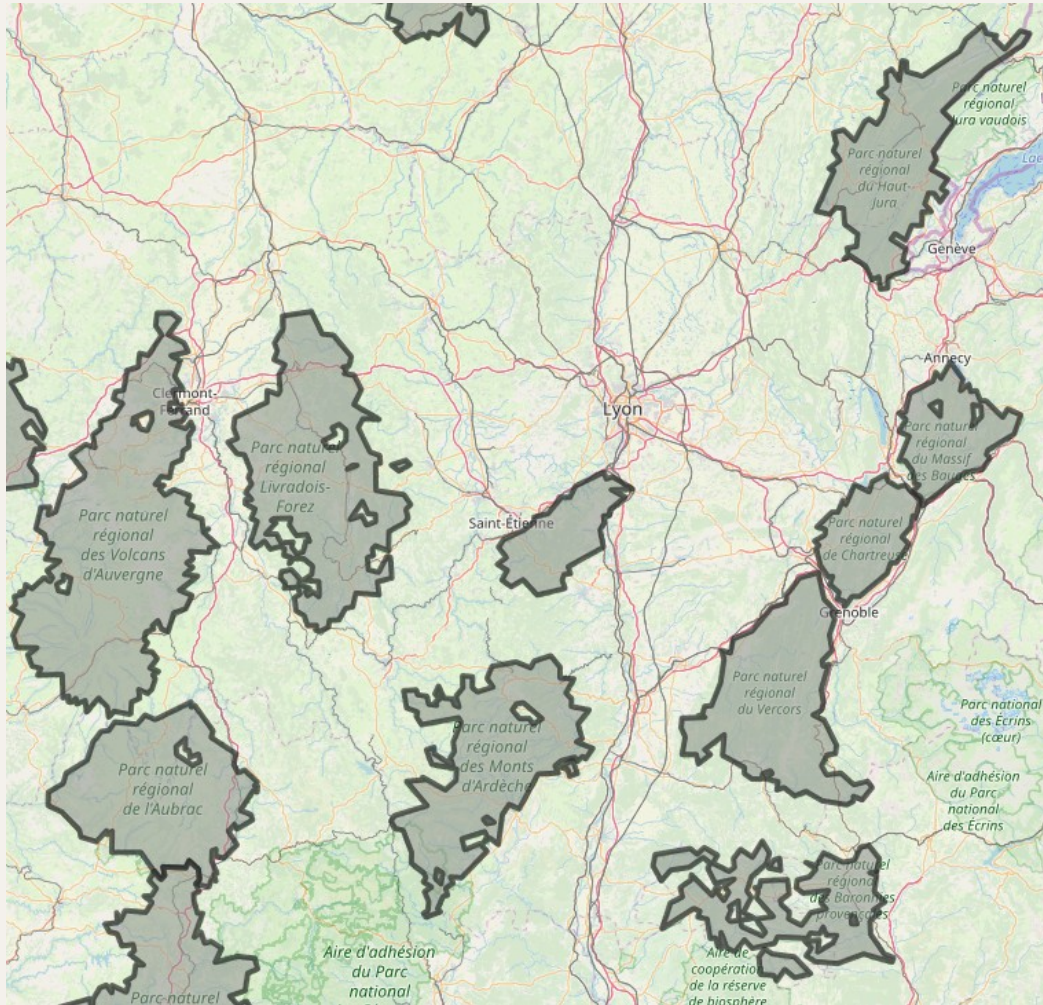 Parc naturel
régional
Jura vaudois
Parc naturel
régional
du Haut-
Jura
Genève
Annecy
Clermont-
Ferrand
Lyon
Parc naturel
régional
du Massif
des Bauges
Parc naturel
régional
Livradois-
Forez
Parc naturel
régional
des Volcans
d'Auvergne
Saint-Étienne
Parc naturel
régional
de Chartreuse
Grenoble
Parc naturel
régional
du Vercors
Parc national
des Écrins
(cœur)
Parc naturel
régional
des Monts
d'Ardèche
Parc naturel
régional
de l'Aubrac
Aire d'adhésion
du Parc
national
des Écrins
Parc naturel
régional
des Baronnies
provençales
Aire d'adhésion
du Parc
national
Aire de
coopération
de la réserve
de biosphère
Parc naturel